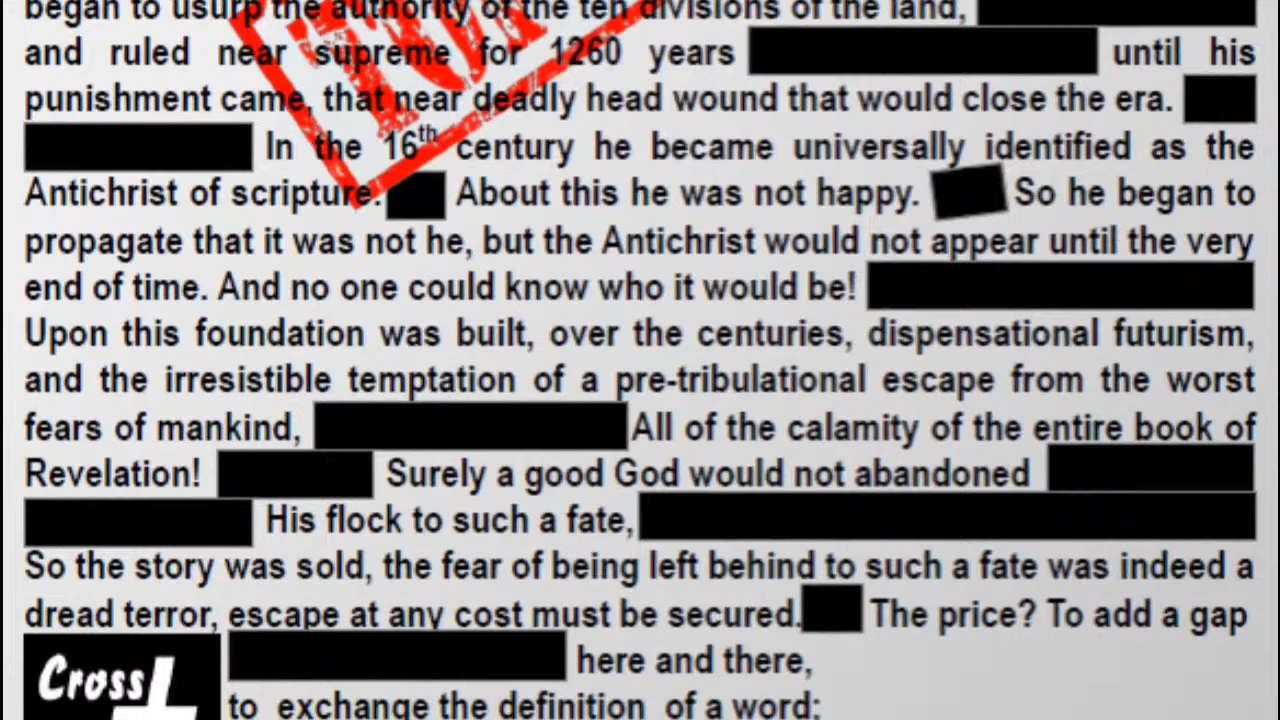 began to usurp the authority of the ten divisions of the land,
and ruled near supreme for 1260 years until his
punishment came, that near deadly head wound that would close the era.
In the 16th century he became universally identified as the
Antichrist of scripture. About this he was not happy. So he began to
propagate that it was not he, but the Antichrist would not appear until the very
end of time. And no one could know who it would be!
Upon this foundation was built, over the centuries, dispensational futurism,
and the irresistible temptation of a pre-tribulational escape from the worst
fears of mankind, All of the calamity of the entire book of
Revelation! Surely a good God would not abandoned
His flock to such a fate,
So the story was sold, the fear of being left behind to such a fate was indeed a
dread terror, escape at any cost must be secured. The price? To add a gap
here and there,
Cross
to exchange the definition of a word;